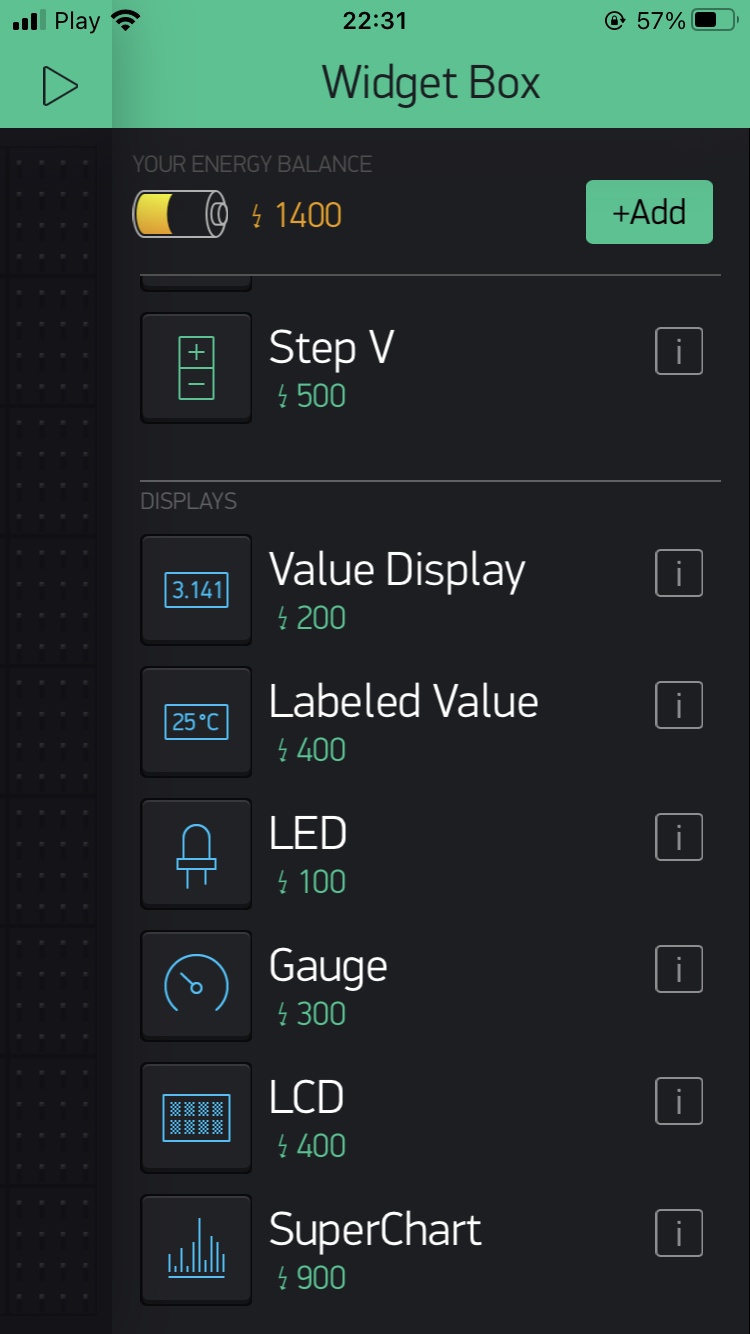 Play 22:31 57%
Widget Box
YOUR ENERGY BALANCE
1400
+Add
Step V
i
500
DISPLAYS
3.141
Value Display
i
200
25°C
Labeled Value
i
400
LED
i
100
Gauge
i
300
LCD
i
400
SuperChart
i
900